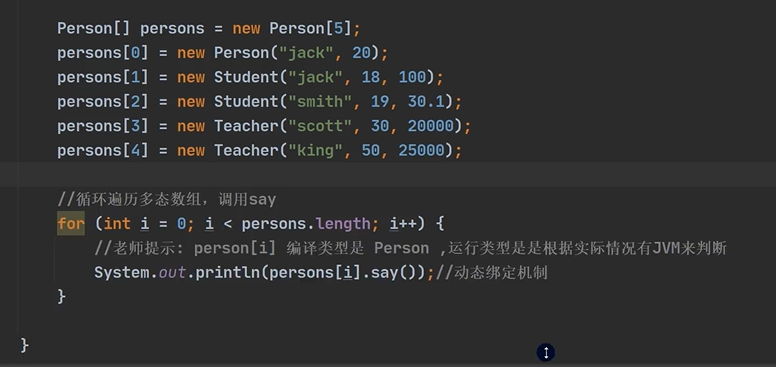 Person[] persons = new Person[5];
persons[0] = new Person("jack", 20);
persons[1] = new Student("jack", 18, 100);
persons[2] = new Student("smith", 19, 30.1);
persons[3] = new Teacher("scott", 30, 20000);
persons[4] = new Teacher("king", 50, 25000);
//循环遍历多态数组，调用say
for (int i = 0; i < persons.length; i++) {
//老师提示: person[i] 编译类型是 Person ,运行类型是是根据实际情况有JVM来判断
System.out.println(persons[i].say());//动态绑定机制
}
}